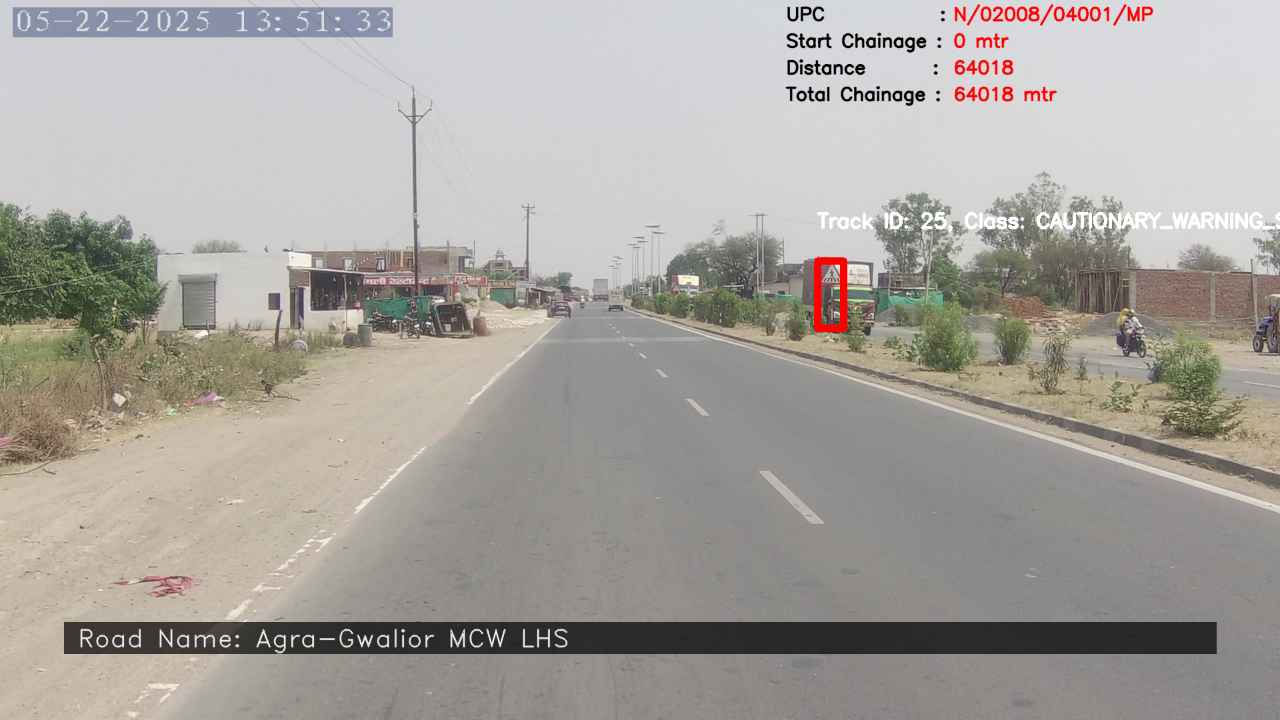 05-22-2025 13:51:33
UPC : N/02008/04001/MP
Start Chainage : 0 mtr
Distance : 64018
Total Chainage : 64018 mtr
Track ID: 25, Class: CAUTIONARY_WARNING_S
Road Name: Agra-Gwalior MCW LHS